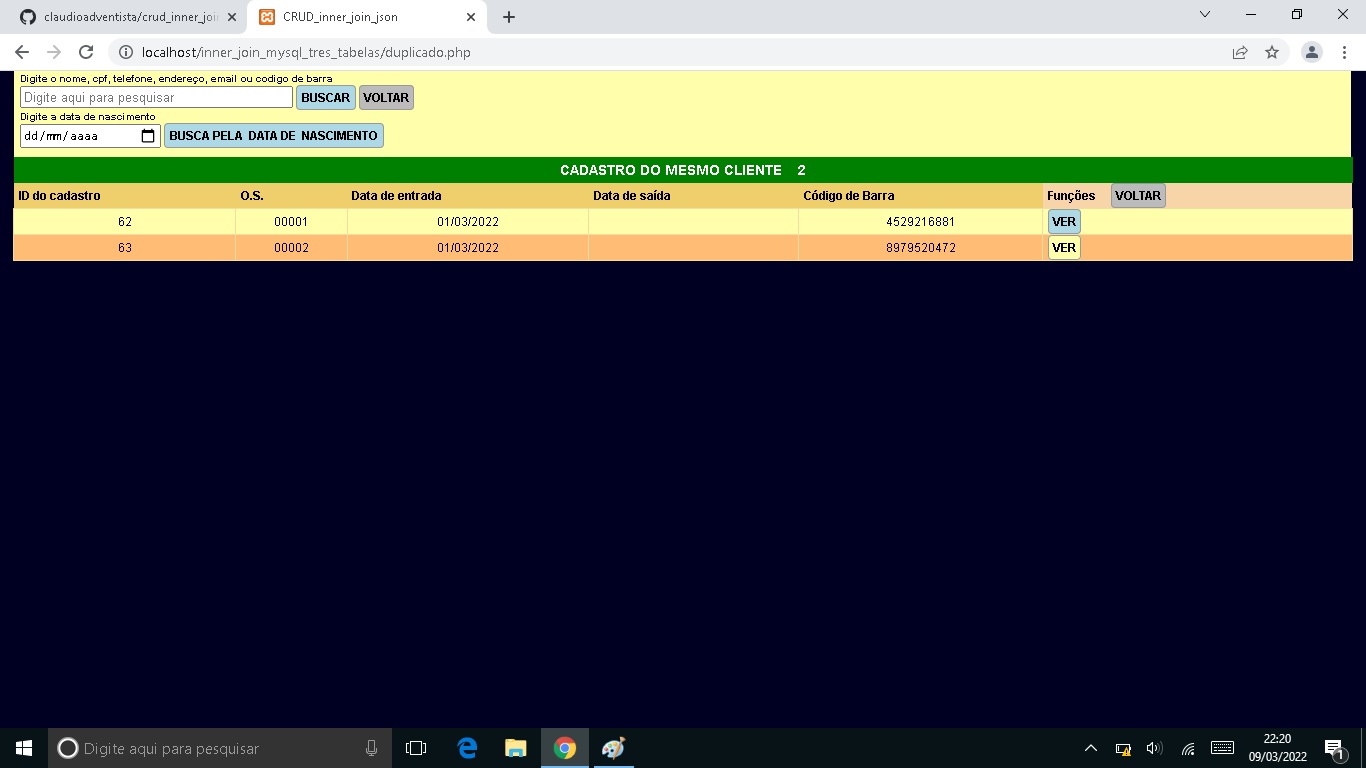 claudioadventista/crud_inner_joi
CRUD_inner_join_json
localhost/inner_join_mysql_tres_tabelas/duplicado.php
Digite o nome, cpf, telefone, endereço, email ou codigo de barra
Digite aqui para pesquisar BUSCAR VOLTAR
Digite a data de nascimento
dd/mm/aaaa BUSCA PELA DATA DE NASCIMENTO
CADASTRO DO MESMO CLIENTE 2
ID do cadastro O.S. Data de entrada Data de saída Código de Barra Funções VOLTAR
62 00001 01/03/2022 4529216881 VER
63 00002 01/03/2022 8979520472 VER
Digite aqui para pesquisar
22:20
09/03/2022
1